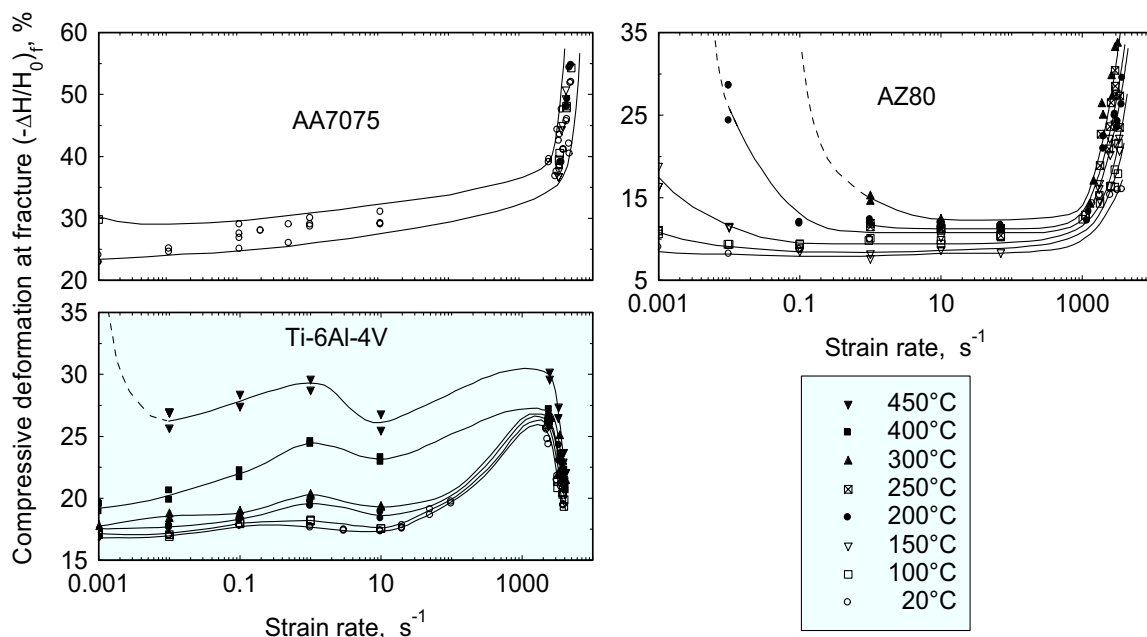 Compressive deformation at fracture (-ΔH/H₀)f, %
60
50
40
30
20
AA7075
35
25
15
5
AZ80
0.001 0.1 10 1000
Strain rate, s⁻¹
35
30
25
20
15
Ti-6Al-4V
0.001 0.1 10 1000
Strain rate, s⁻¹
450°C
400°C
300°C
250°C
200°C
150°C
100°C
20°C